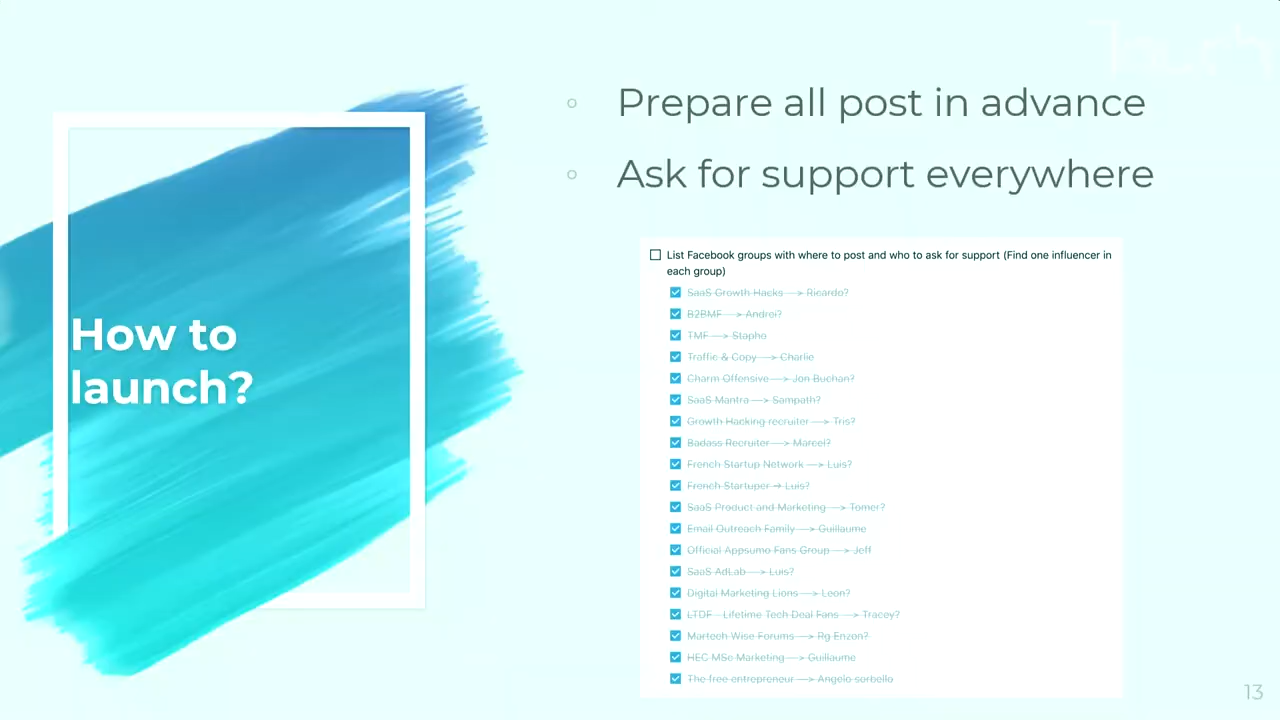 How to
launch?
Prepare all post in advance
Ask for support everywhere
List Facebook groups with where to post and who to ask for support (Find one influencer in
each group)
SaaS Growth Hacks —> Ricardo?
B2BMF —> Andrei?
TMF —> Stapho
Traffic & Copy —> Charlie
Charm Offensive —> Jon Buchan?
SaaS Mantra —> Sampath?
Growth Hacking recruiter —> Tris?
Badass Recruiter —> Marcel?
French Startup Network —> Luis?
French Startuper -> Luis?
SaaS Product and Marketing —> Tomer?
Email Outreach Family —> Guillaume
Official Appsumo Fans Group —> Jeff
SaaS AdLab —> Luis?
Digital Marketing Lions —> Leon?
LTDF - Lifetime Tech Deal Fans —> Tracey?
Martech Wise Forums —> Rg Enzon?
HEC MSc Marketing —> Guillaume
The free entrepreneur —> Angelo sorbello
13